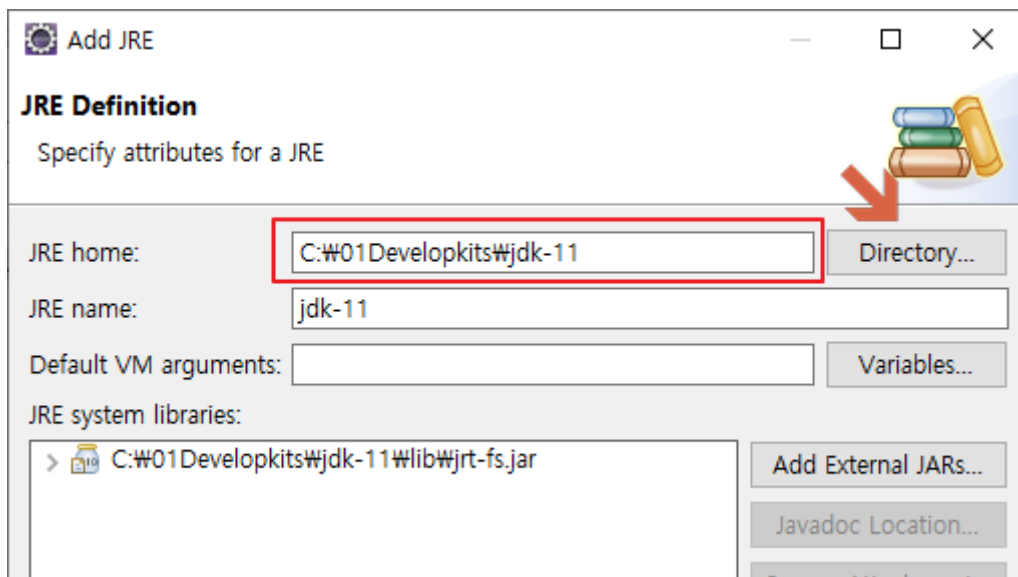 Add JRE
JRE Definition
Specify attributes for a JRE
JRE home: C:₩01Developkits₩jdk-11 Directory...
JRE name: jdk-11
Default VM arguments: Variables...
JRE system libraries:
C:₩01Developkits₩jdk-11₩lib₩jrt-fs.jar Add External JARs...
Javadoc Location...